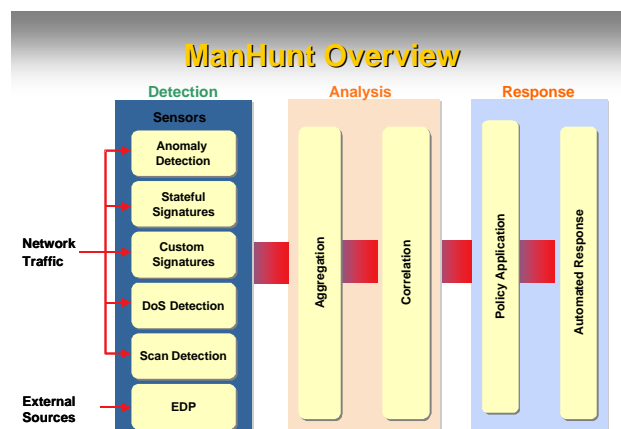 ManHunt Overview
Detection
Analysis
Response
Sensors
Anomaly
Detection
Stateful
Signatures
Network
Traffic
Custom
Signatures
DoS Detection
Scan Detection
External
Sources
EDP
Aggregation
Correlation
Policy Application
Automated Response